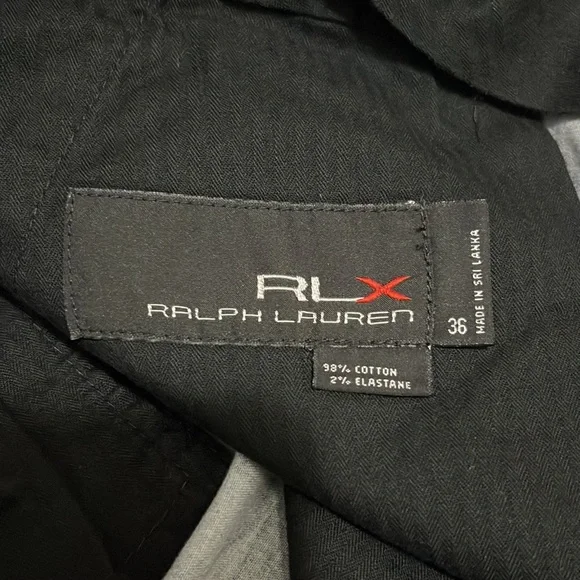 RLX
RALPH LAUREN
36
MADE IN SRI LANKA
98% COTTON
2% ELASTANE